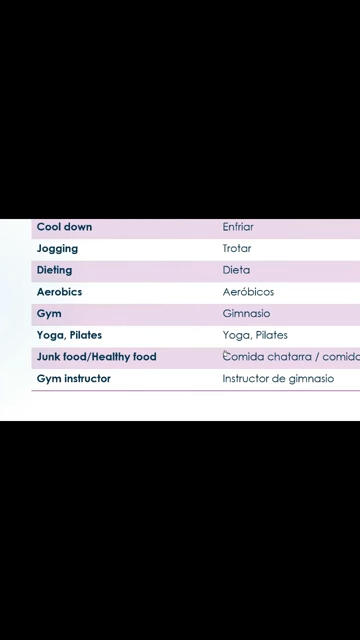 Cool down Enfriar
Jogging Trotar
Dieting Dieta
Aerobics Aeróbicos
Gym Gimnasio
Yoga, Pilates Yoga, Pilates
Junk food/Healthy food Comida chatarra / comida
Gym instructor Instructor de gimnasio